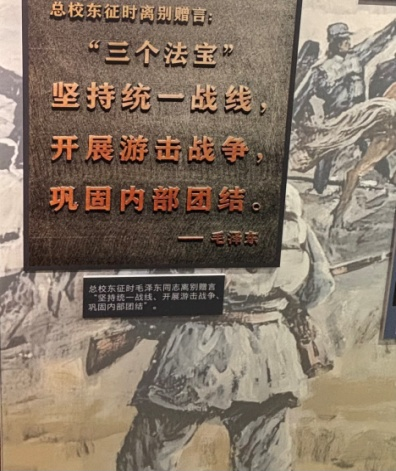 总校东征时离别赠言：
“三个法宝”
坚持统一战线，
开展游击战争，
巩固内部团结。
—— 毛泽东
总校东征时毛泽东同志离别赠言
“坚持统一战线、开展游击战争、
巩固内部团结”。